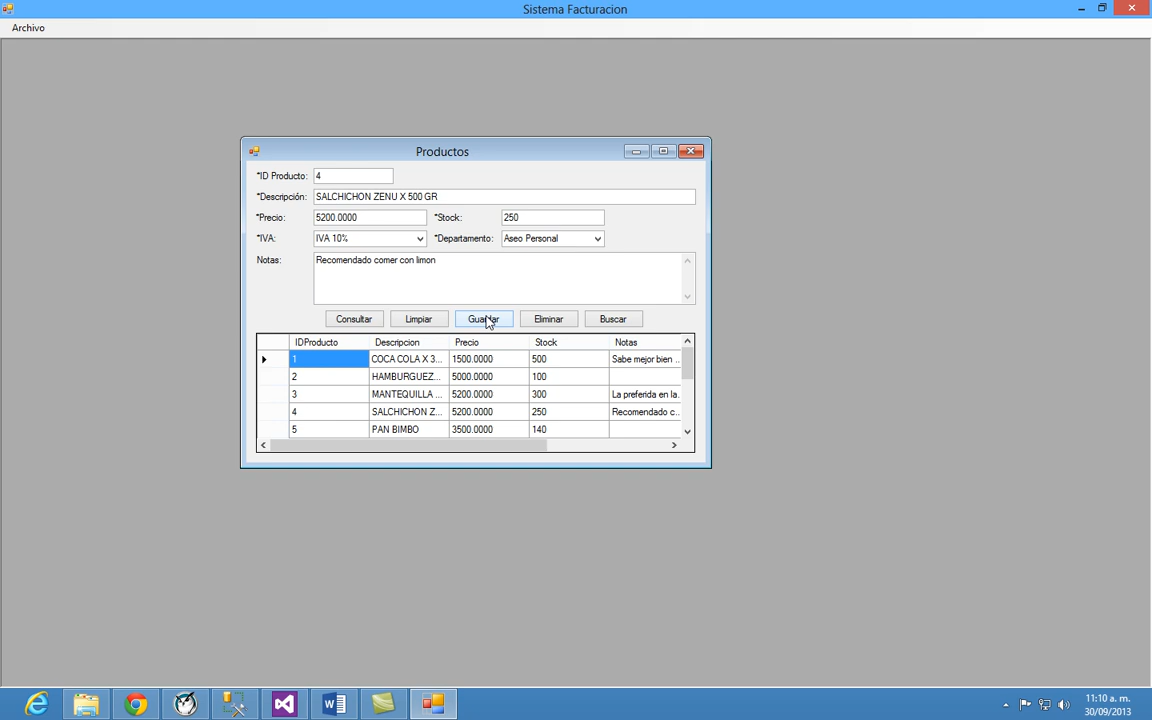 Sistema Facturacion
Archivo
Productos
*ID Producto: 4
*Descripción: SALCHICHON ZENU X 500 GR
*Precio: 5200.0000 *Stock: 250
*IVA: IVA 10% *Departamento: Aseo Personal
Notas: Recomendado comer con limon
Consultar Limpiar Guardar Eliminar Buscar
IDProducto Descripcion Precio Stock Notas
1 COCA COLA X 3... 1500.0000 500 Sabe mejor bien ..
2 HAMBURGUEZ... 5000.0000 100
3 MANTEQUILLA ... 5200.0000 300 La preferida en la.
4 SALCHICHON Z... 5200.0000 250 Recomendado c..
5 PAN BIMBO 3500.0000 140
11:10 a. m.
30/09/2013